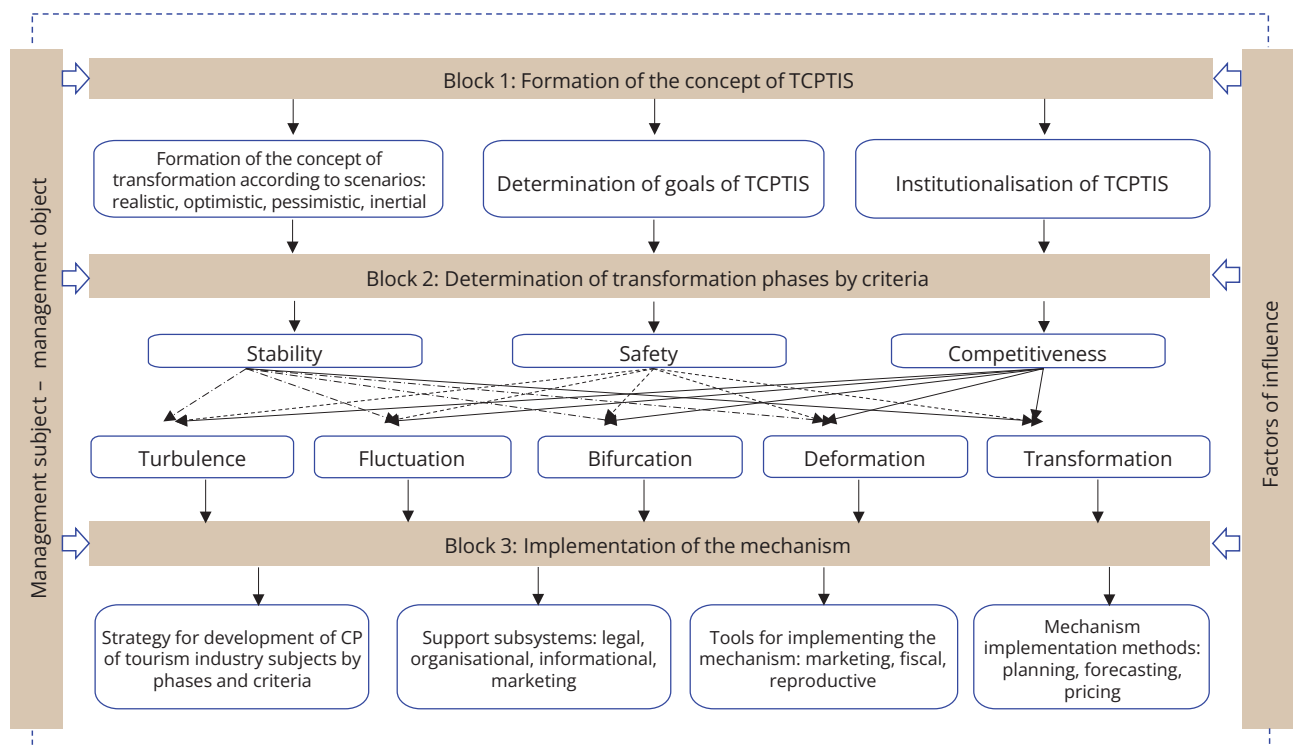 Management subject – management object
Block 1: Formation of the concept of TCPTIS
Formation of the concept of
transformation according to scenarios:
realistic, optimistic, pessimistic, inertial
Determination of goals of TCPTIS
Institutionalisation of TCPTIS
Block 2: Determination of transformation phases by criteria
Stability
Safety
Competitiveness
Turbulence
Fluctuation
Bifurcation
Deformation
Transformation
Block 3: Implementation of the mechanism
Strategy for development of CP
of tourism industry subjects by
phases and criteria
Support subsystems: legal,
organisational, informational,
marketing
Tools for implementing the
mechanism: marketing, fiscal,
reproductive
Mechanism
implementation methods:
planning, forecasting,
pricing
Factors of influence